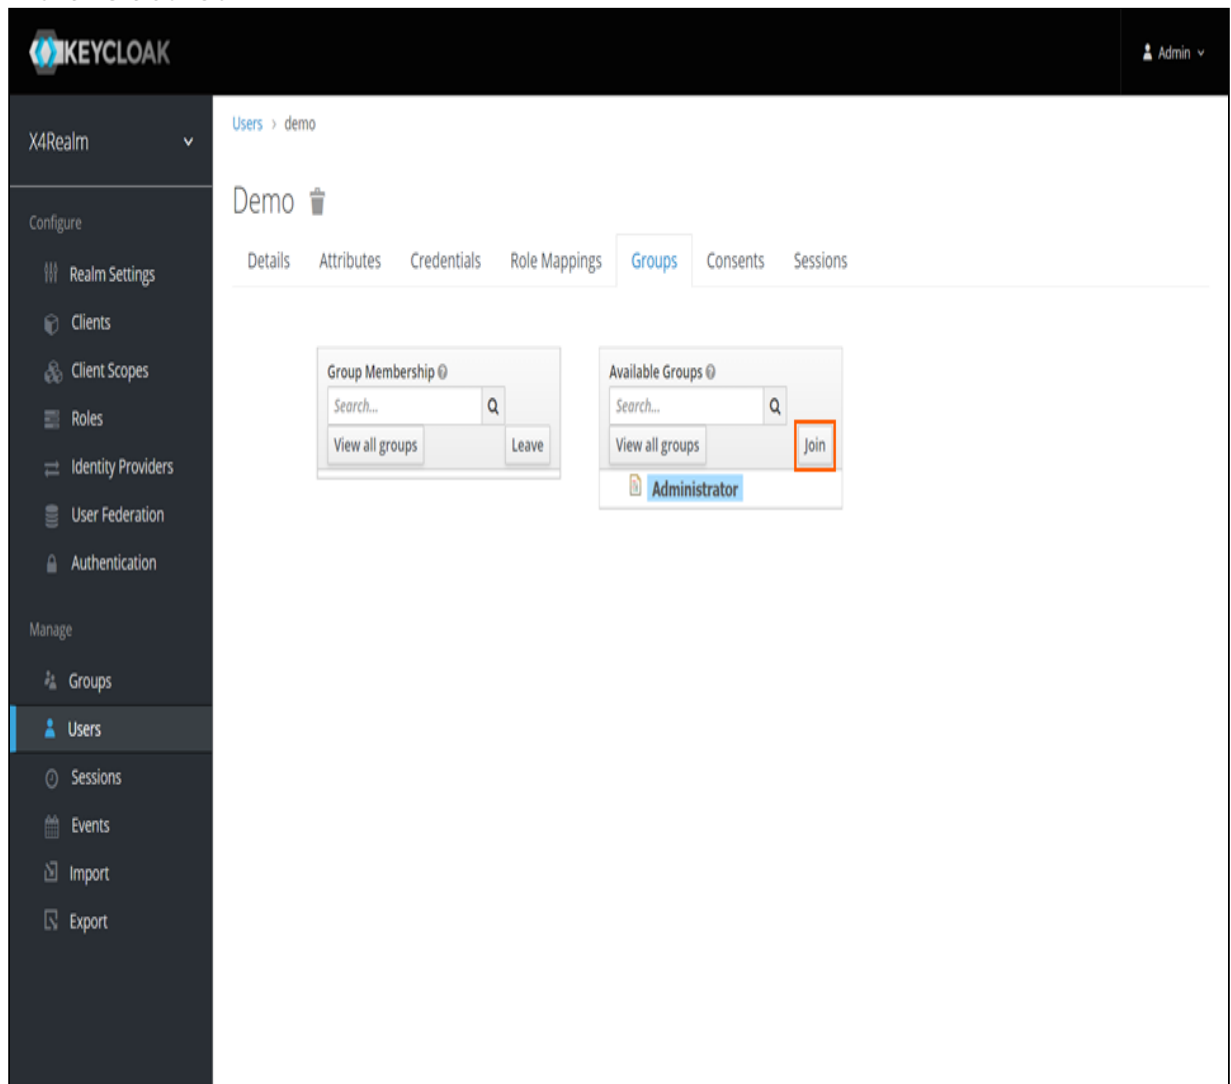 KEYCLOAK
Admin
X4Realm
Configure
Realm Settings
Clients
Client Scopes
Roles
Identity Providers
User Federation
Authentication
Manage
Groups
Users
Sessions
Events
Import
Export
Users > demo
Demo
Details Attributes Credentials Role Mappings Groups Consents Sessions
Group Membership
Search...
View all groups Leave
Available Groups
Search...
View all groups Join
Administrator